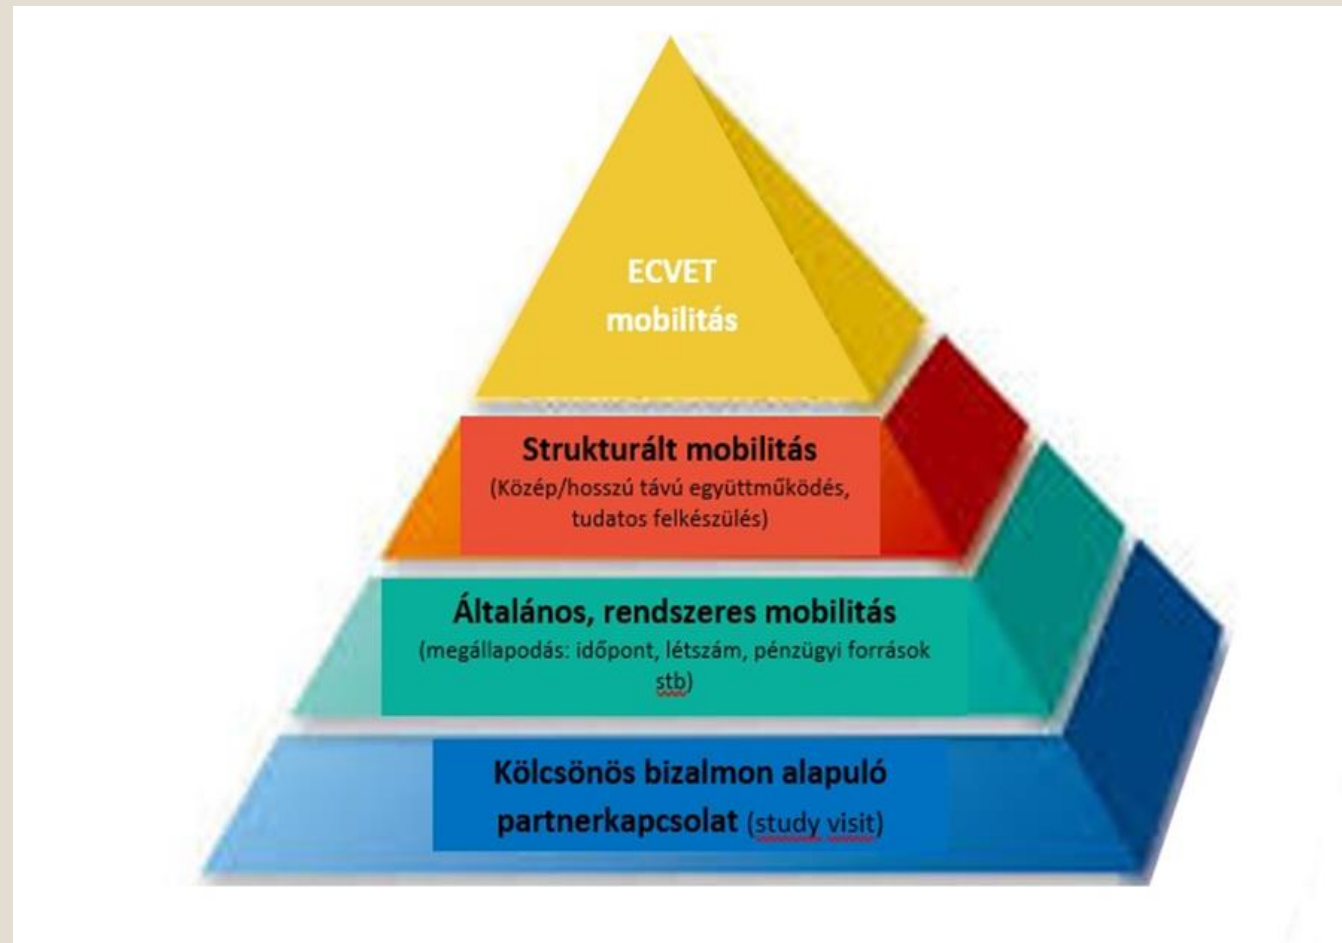 ECVET
mobilitás
Strukturált mobilitás
(Közép/hosszú távú együttműködés,
tudatos felkészülés)
Általános, rendszeres mobilitás
(megállapodás: időpont, létszám, pénzügyi források
stb)
Kölcsönös bizalmon alapuló
partnerkapcsolat (study visit)